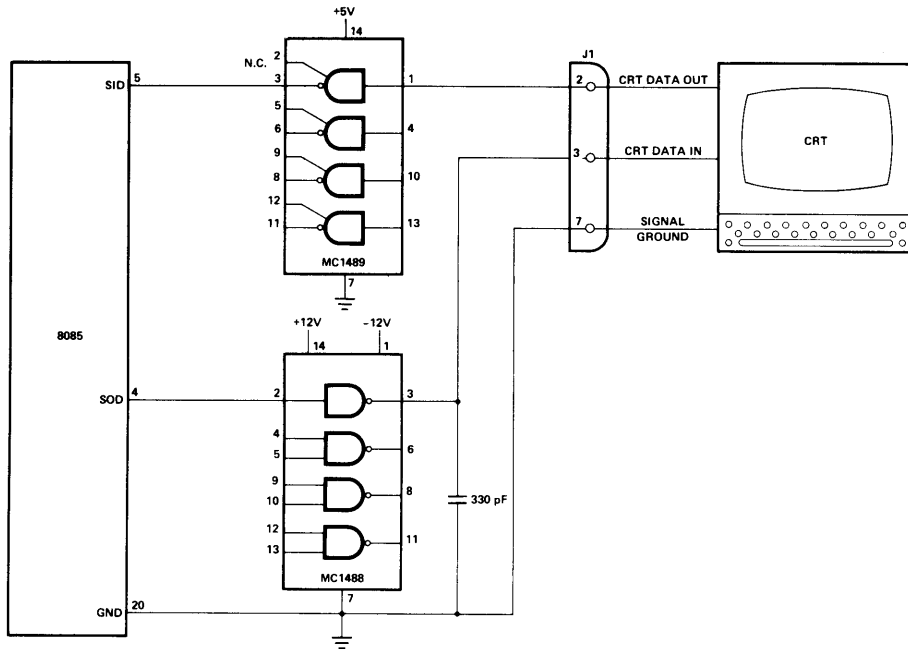 +5V
14
J1
N.C.
2
3
5
6
9
8
12
11
1
4
10
13
MC1489
7
SID
5
2
CRT DATA OUT
3
CRT DATA IN
7
SIGNAL
GROUND
CRT
8085
+12V
-12V
14
1
SOD
4
2
3
4
5
6
9
10
8
12
13
11
330 pF
MC1488
7
GND
20